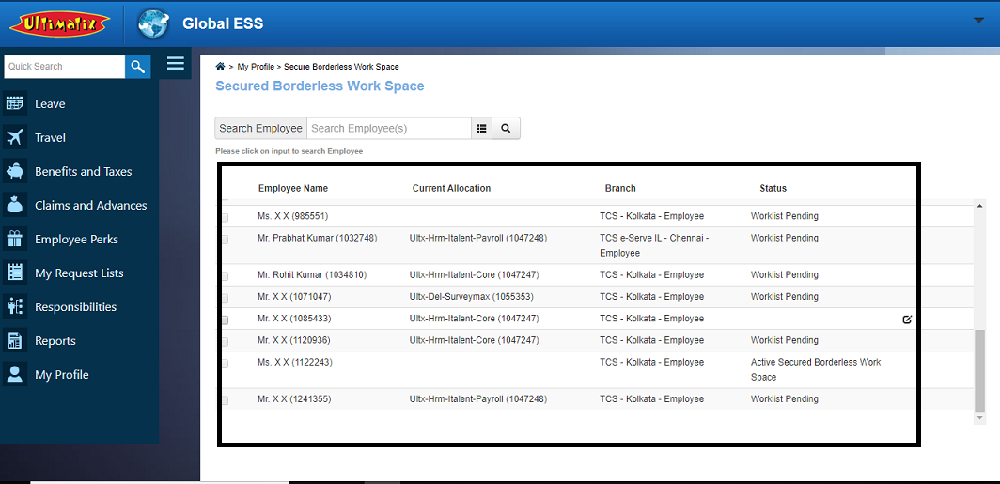 Ultimatix
Global ESS
Quick Search
Leave
Travel
Benefits and Taxes
Claims and Advances
Employee Perks
My Request Lists
Responsibilities
Reports
My Profile
> My Profile > Secure Borderless Work Space
Secured Borderless Work Space
Search Employee Search Employee(s)
Please click on input to search Employee
Employee Name Current Allocation Branch Status
Ms. X X (985551) TCS - Kolkata - Employee Worklist Pending
Mr. Prabhat Kumar (1032748) Ultx-Hrm-Italent-Payroll (1047248) TCS e-Serve IL - Chennai - Worklist Pending
Employee
Mr. Rohit Kumar (1034810) Ultx-Hrm-Italent-Core (1047247) TCS - Kolkata - Employee Worklist Pending
Mr. X X (1071047) Ultx-Del-Surveymax (1055353) TCS - Kolkata - Employee Worklist Pending
Mr. X X (1085433) Ultx-Hrm-Italent-Core (1047247) TCS - Kolkata - Employee
Mr. X X (1120936) Ultx-Hrm-Italent-Core (1047247) TCS - Kolkata - Employee Worklist Pending
Ms. X X (1122243) TCS - Kolkata - Employee Active Secured Borderless Work
Space
Mr. X X (1241355) Ultx-Hrm-Italent-Payroll (1047248) TCS - Kolkata - Employee Worklist Pending